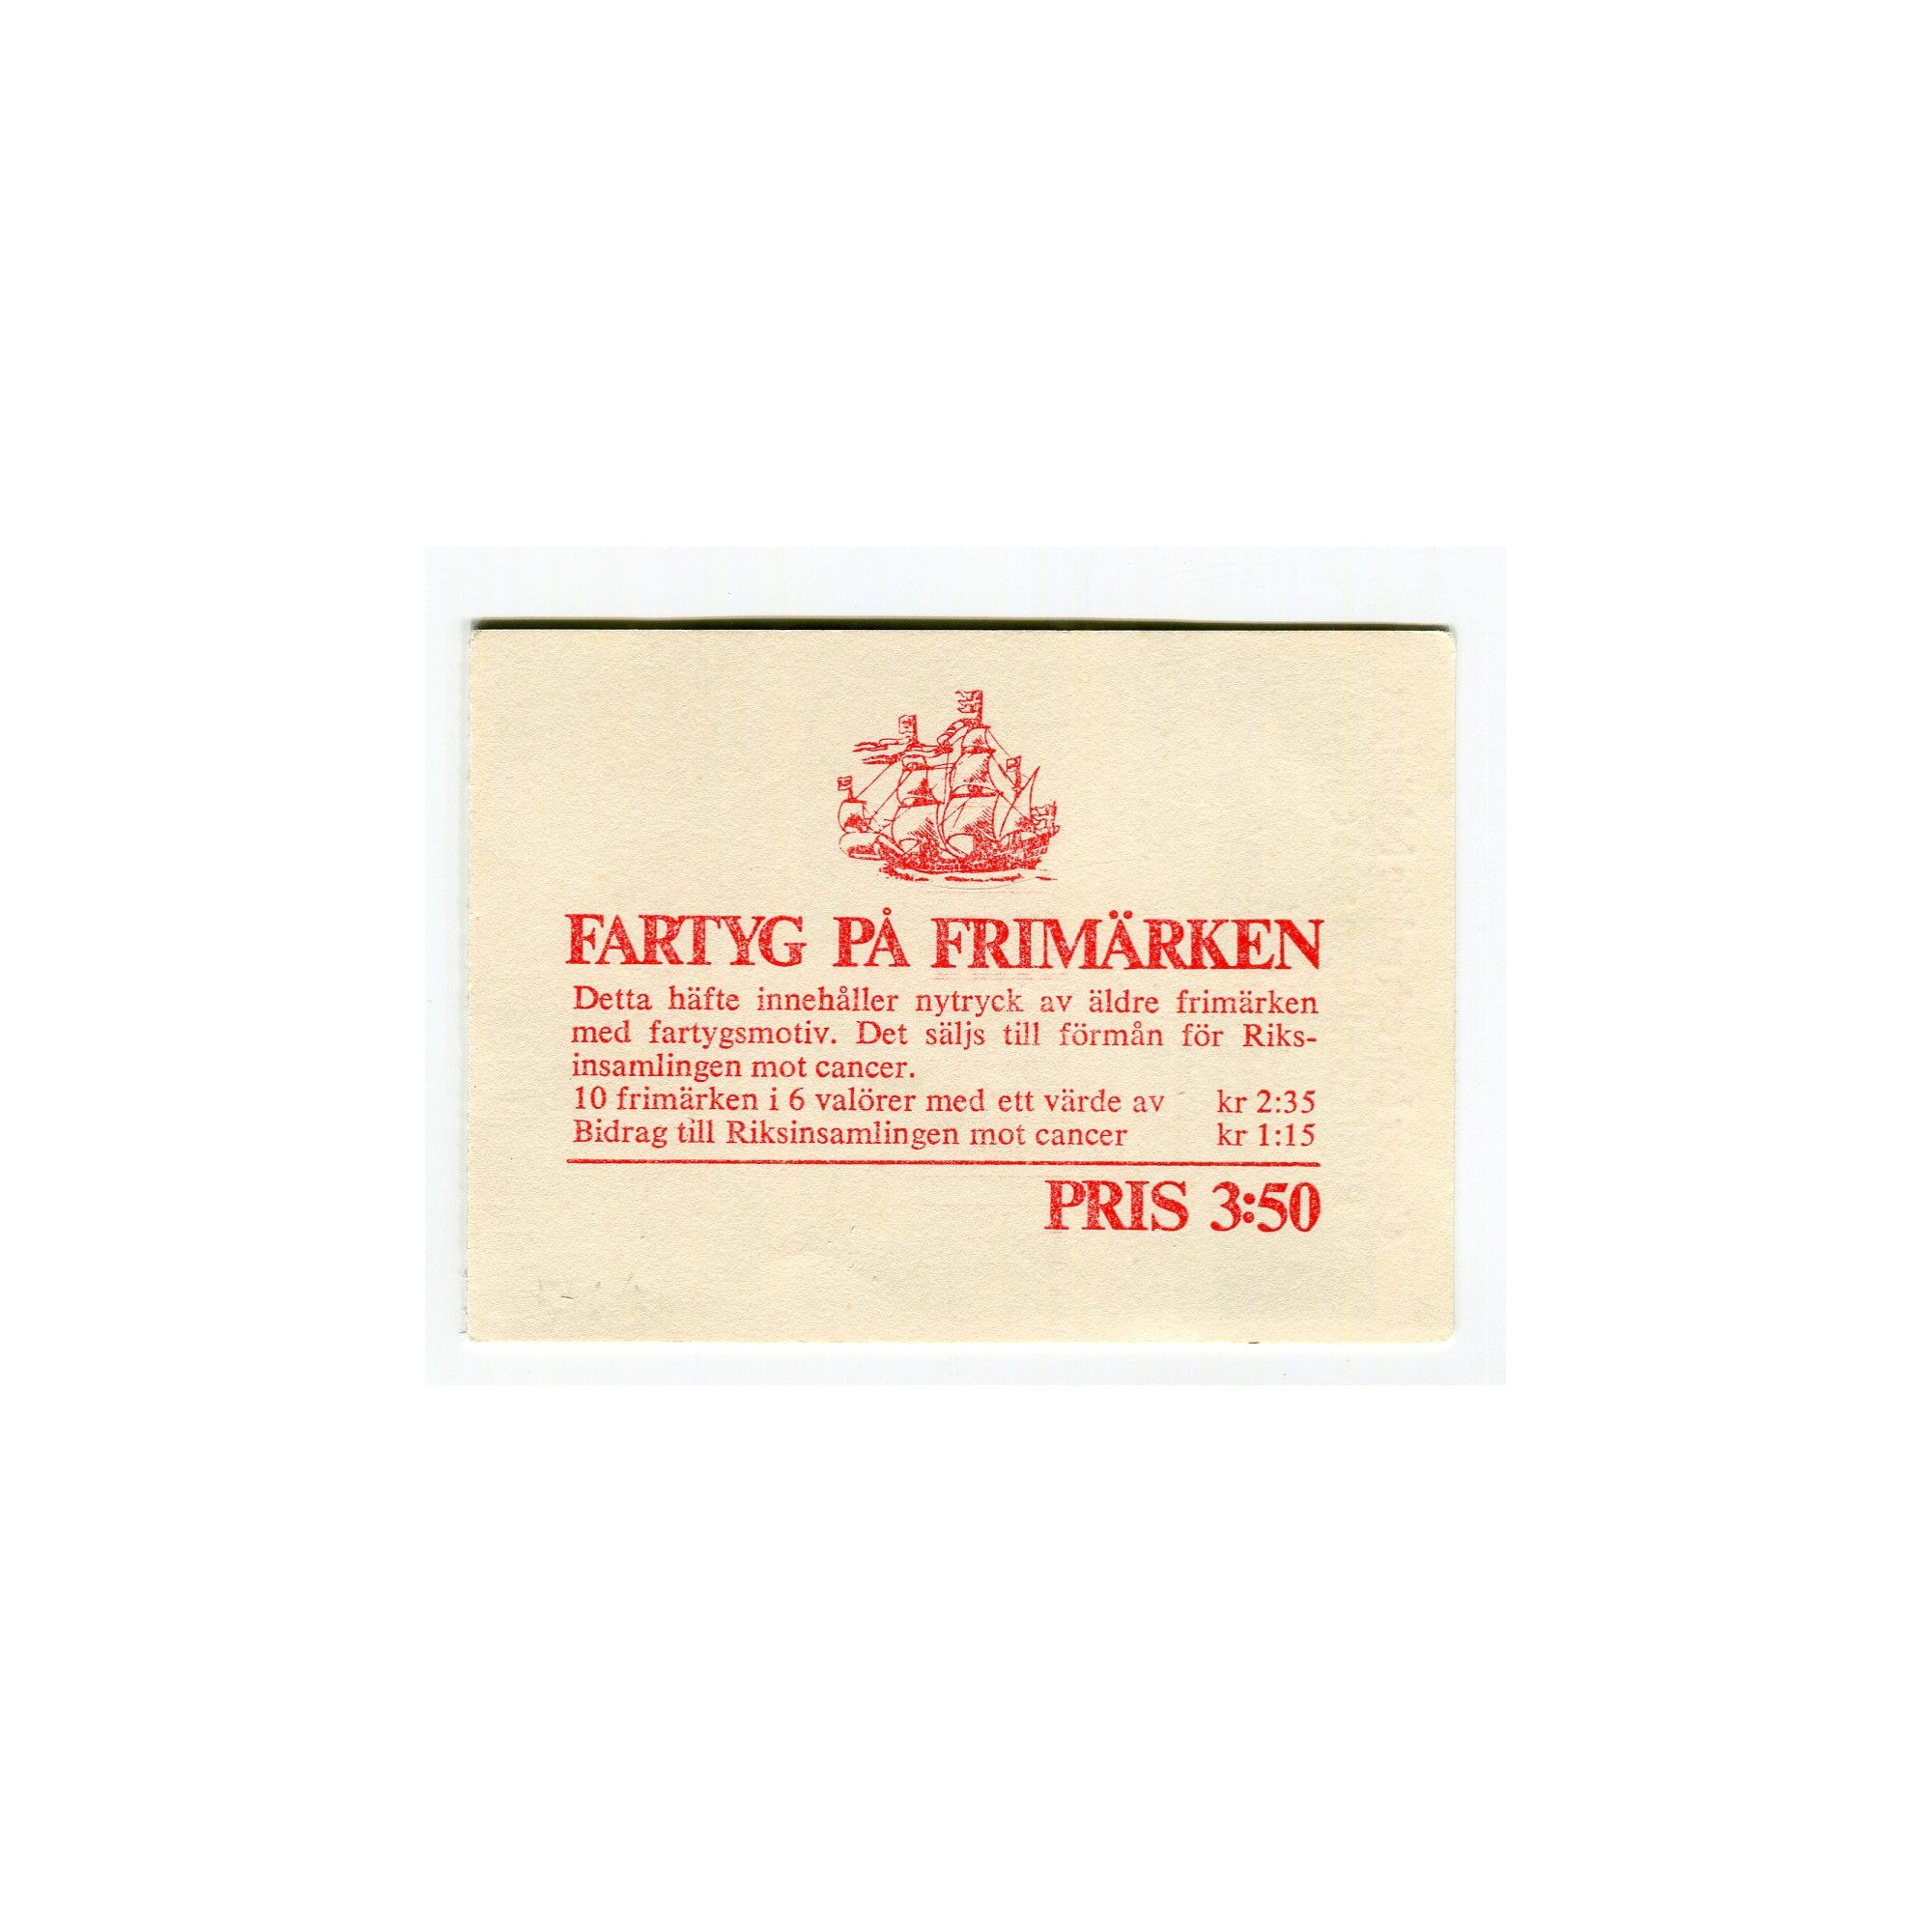 FARTYG PÅ FRIMÄRKEN
Detta häfte innehåller nytryck av äldre frimärken
med fartygsmotiv. Det säljs till förmån för Riks-
insamlingen mot cancer.
10 frimärken i 6 valörer med ett värde av kr 2:35
Bidrag till Riksinsamlingen mot cancer kr 1:15
PRIS 3:50